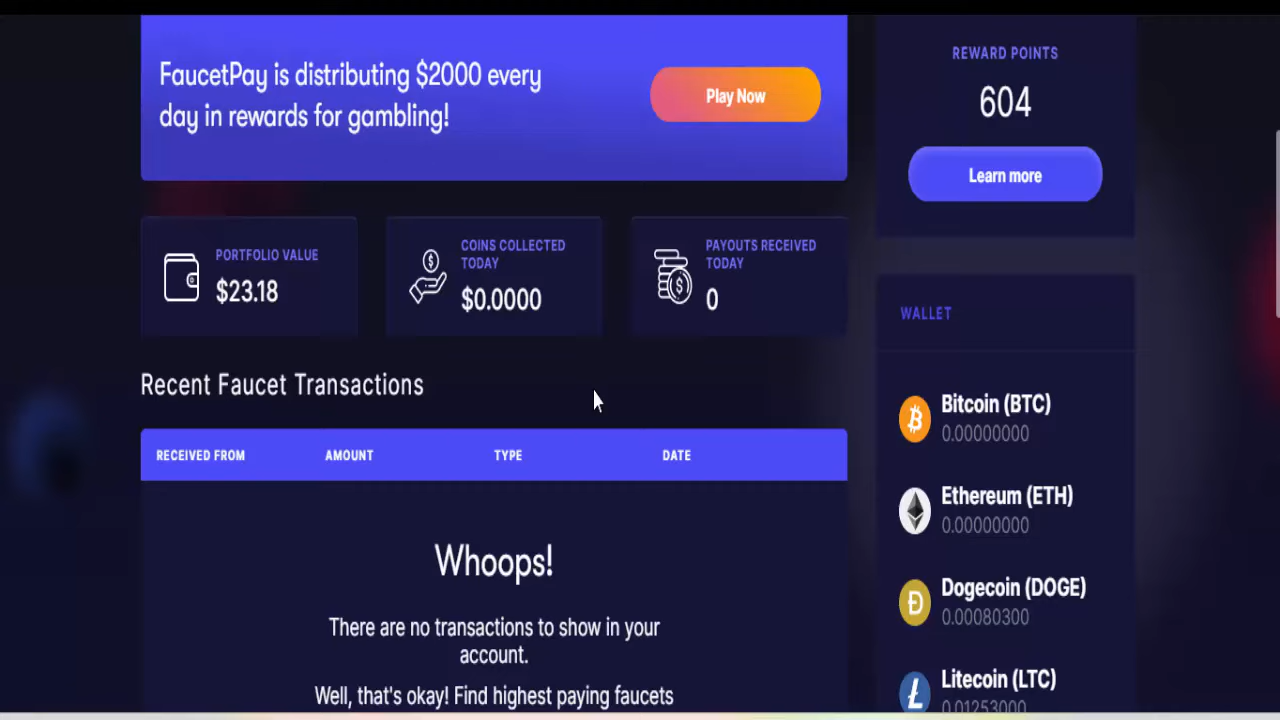 FaucetPay is distributing $2000 every
day in rewards for gambling!
Play Now
REWARD POINTS
604
Learn more
PORTFOLIO VALUE
$23.18
COINS COLLECTED
TODAY
$0.0000
PAYOUTS RECEIVED
TODAY
0
Recent Faucet Transactions
RECEIVED FROM AMOUNT TYPE DATE
Whoops!
There are no transactions to show in your
account.
Well, that's okay! Find highest paying faucets
WALLET
Bitcoin (BTC)
0.00000000
Ethereum (ETH)
0.00000000
Dogecoin (DOGE)
0.00080300
Litecoin (LTC)
0.01253000